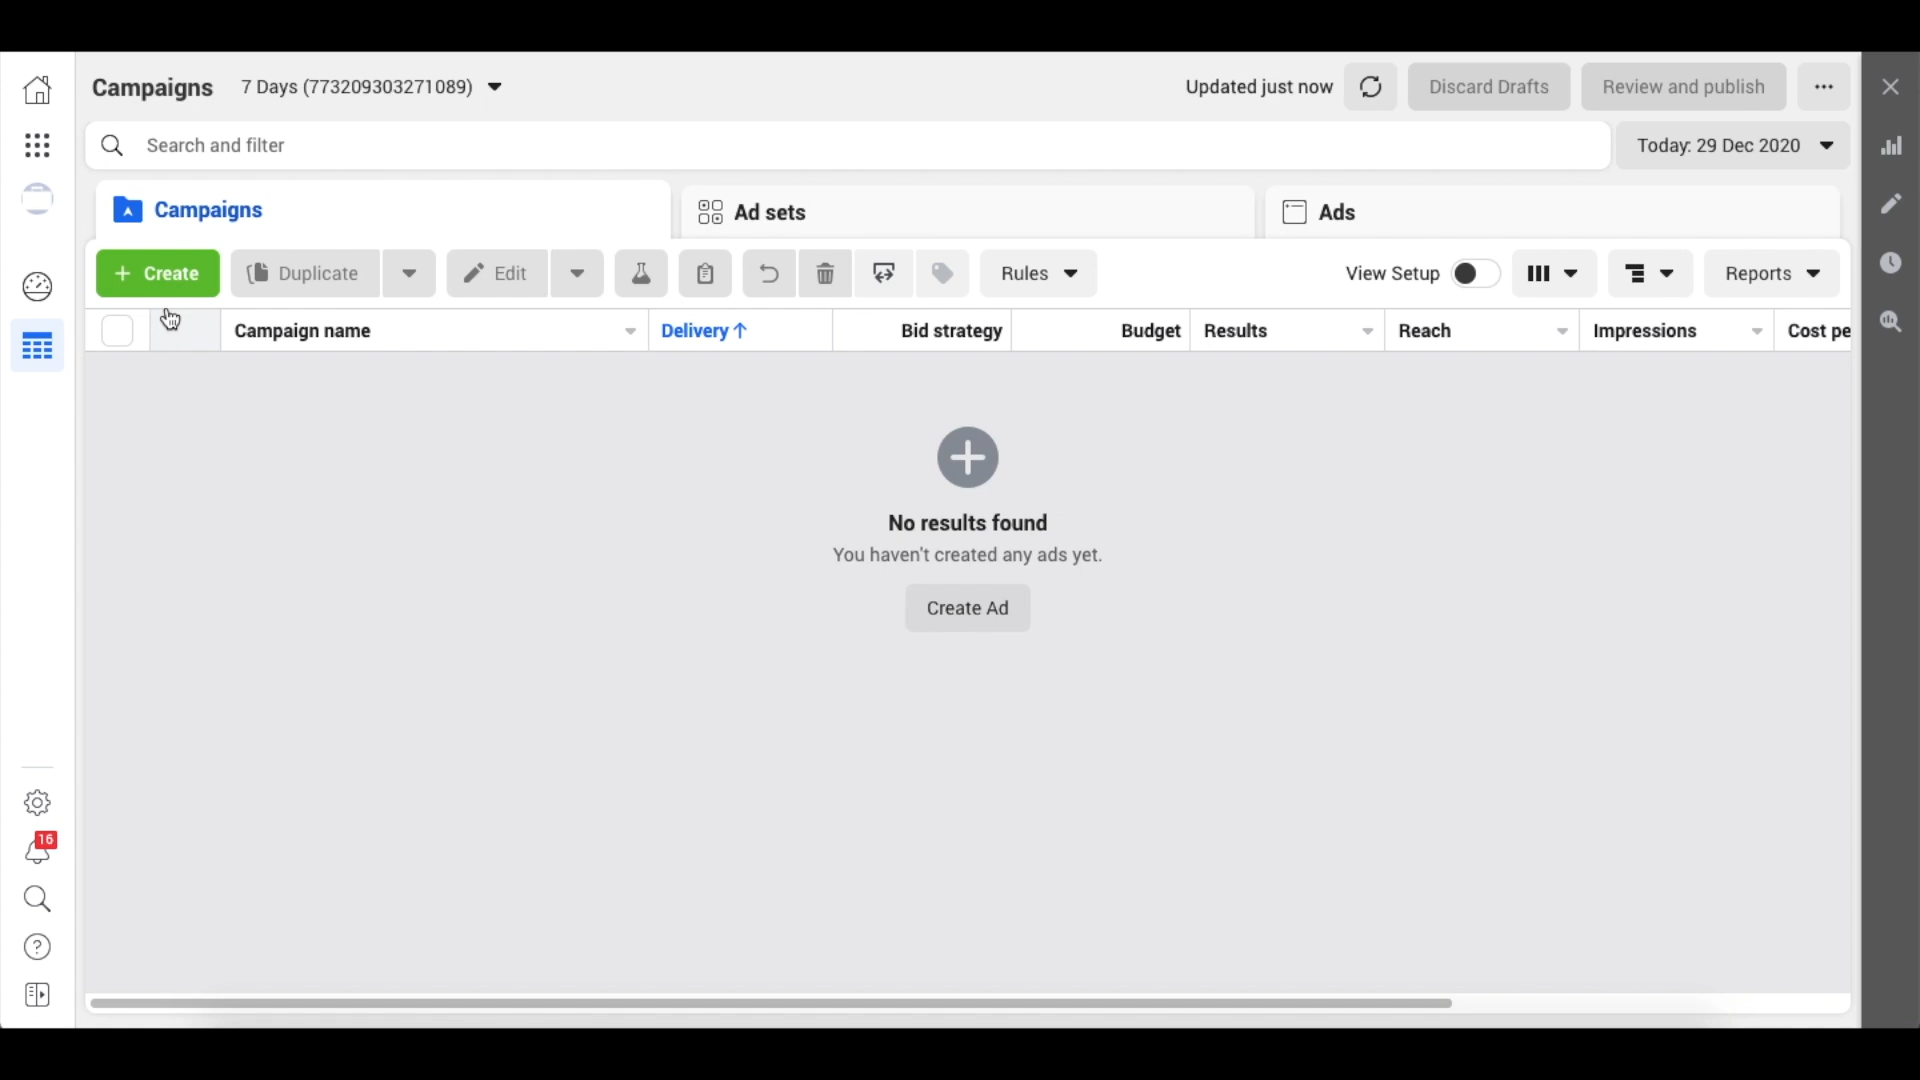 Campaigns 7 Days (773209303271089) Updated just now Discard Drafts Review and publish
Search and filter Today: 29 Dec 2020
Campaigns Ad sets Ads
+ Create Duplicate Edit Rules View Setup Reports
Campaign name Delivery ↑ Bid strategy Budget Results Reach Impressions Cost pe
No results found
You haven't created any ads yet.
Create Ad
16